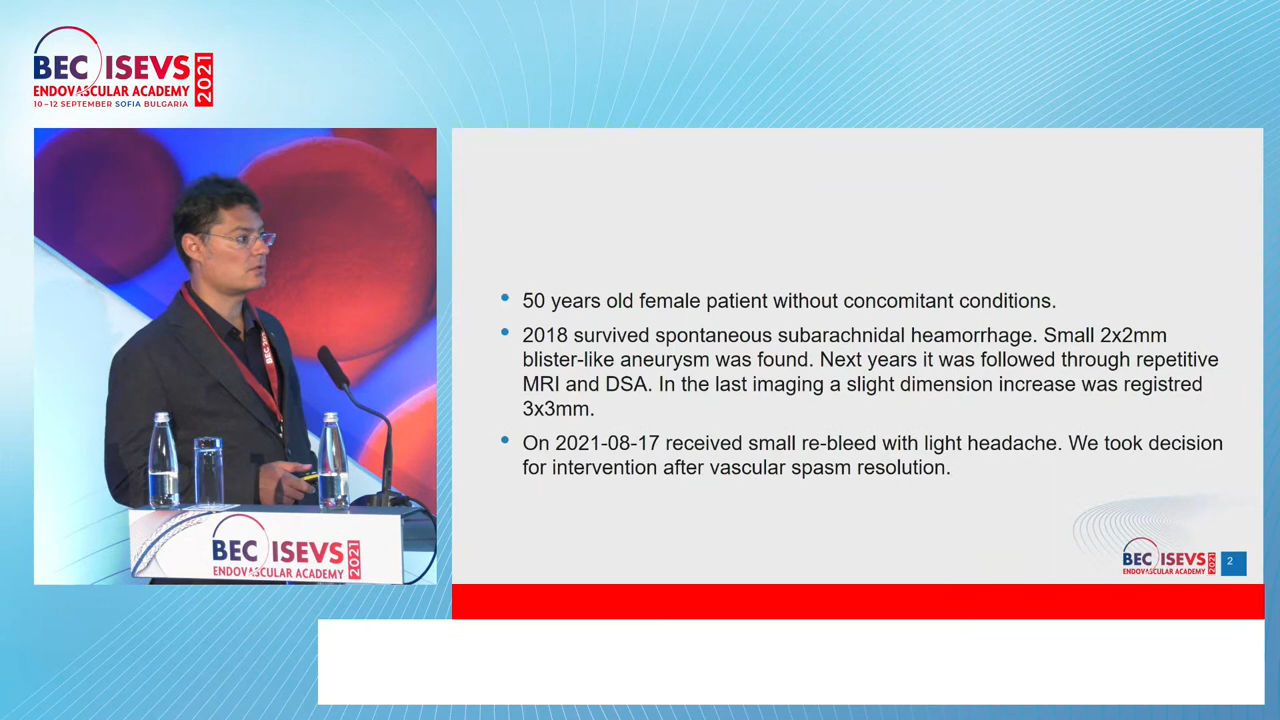 BEC ISEVS 2021
ENDOVASCULAR ACADEMY
10–12 SEPTEMBER SOFIA BULGARIA
BEC 20
BEC ISEVS 2021
ENDOVASCULAR ACADEMY
• 50 years old female patient without concomitant conditions.
• 2018 survived spontaneous subarachnidal heamorrhage. Small 2x2mm
blister-like aneurysm was found. Next years it was followed through repetitive
MRI and DSA. In the last imaging a slight dimension increase was registred
3x3mm.
• On 2021-08-17 received small re-bleed with light headache. We took decision
for intervention after vascular spasm resolution.
BEC ISEVS 2021
ENDOVASCULAR ACADEMY
2